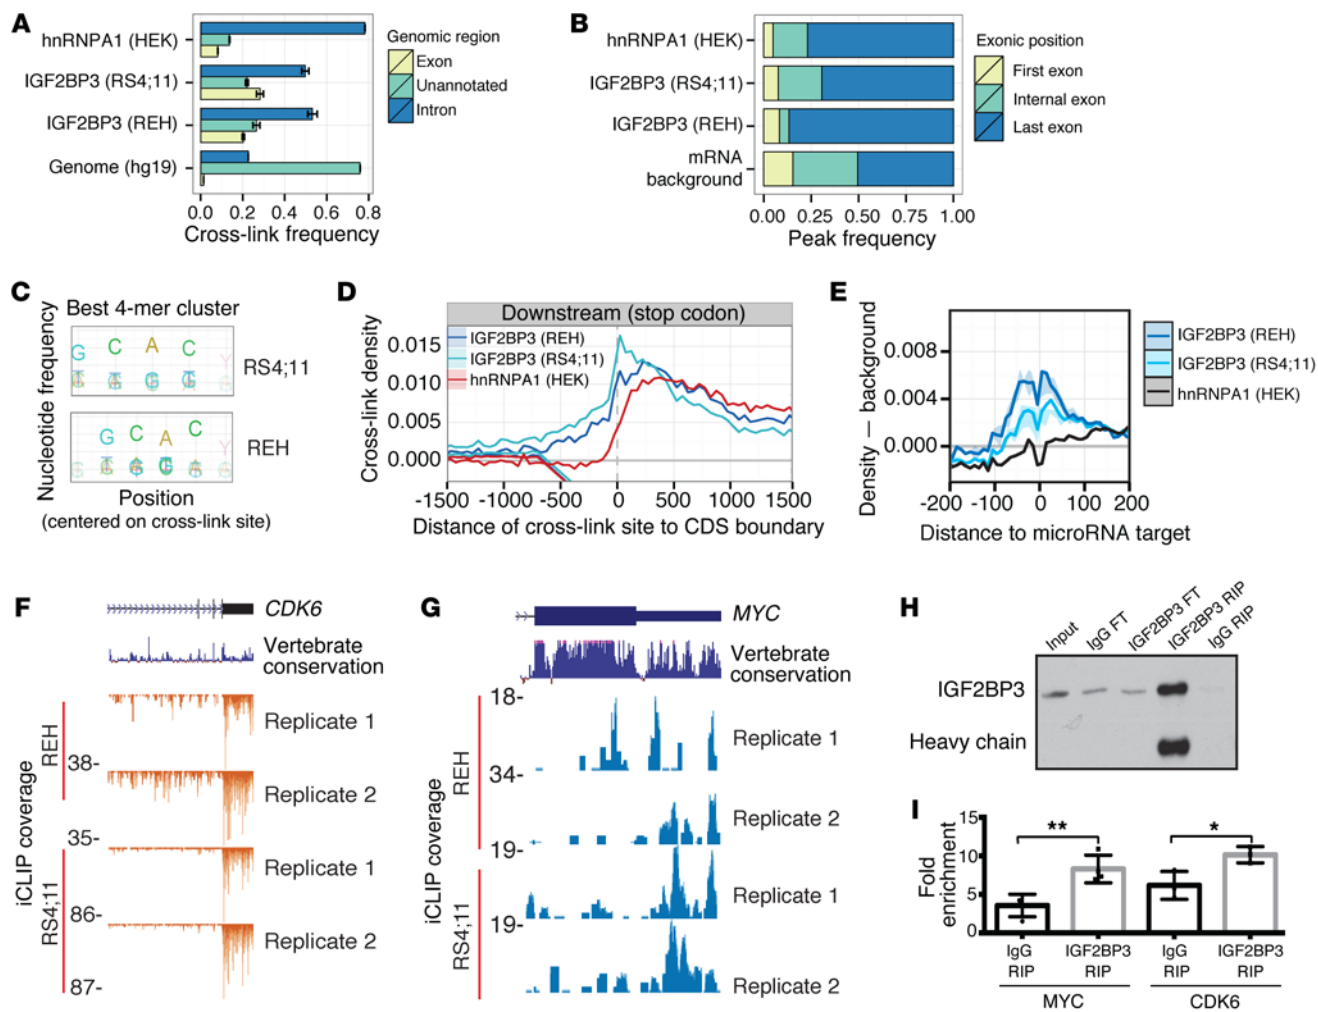 A
hnRNPA1 (HEK)
IGF2BP3 (RS4;11)
IGF2BP3 (REH)
Genome (hg19)
0.0 0.2 0.4 0.6 0.8
Cross-link frequency
Genomic region
Exon
Unannotated
Intron
B
hnRNPA1 (HEK)
IGF2BP3 (RS4;11)
IGF2BP3 (REH)
mRNA
background
0.00 0.25 0.50 0.75 1.00
Peak frequency
Exonic position
First exon
Internal exon
Last exon
C
Best 4-mer cluster
Nucleotide frequency
G C A C Y
RS4;11
G C A C Y
REH
Position
(centered on cross-link site)
D
Downstream (stop codon)
IGF2BP3 (REH)
IGF2BP3 (RS4;11)
hnRNPA1 (HEK)
Cross-link density
0.015
0.010
0.005
0.000
-1500 -1000 -500 0 500 1000 1500
Distance of cross-link site to CDS boundary
E
Density — background
0.008
0.004
0.000
-200 -100 0 100 200
Distance to microRNA target
IGF2BP3 (REH)
IGF2BP3 (RS4;11)
hnRNPA1 (HEK)
F
CDK6
Vertebrate
conservation
iCLIP coverage
REH
Replicate 1
38-
Replicate 2
35-
RS4;11
Replicate 1
86-
Replicate 2
87-
G
MYC
Vertebrate
conservation
iCLIP coverage
REH
18-
Replicate 1
34-
Replicate 2
19-
RS4;11
Replicate 1
19-
Replicate 2
H
Input
IgG FT
IGF2BP3 FT
IGF2BP3 RIP
IgG RIP
IGF2BP3
Heavy chain
I
Fold
enrichment
15
10
5
0
** *
IgG IGF2BP3 IgG IGF2BP3
RIP RIP RIP RIP
MYC CDK6